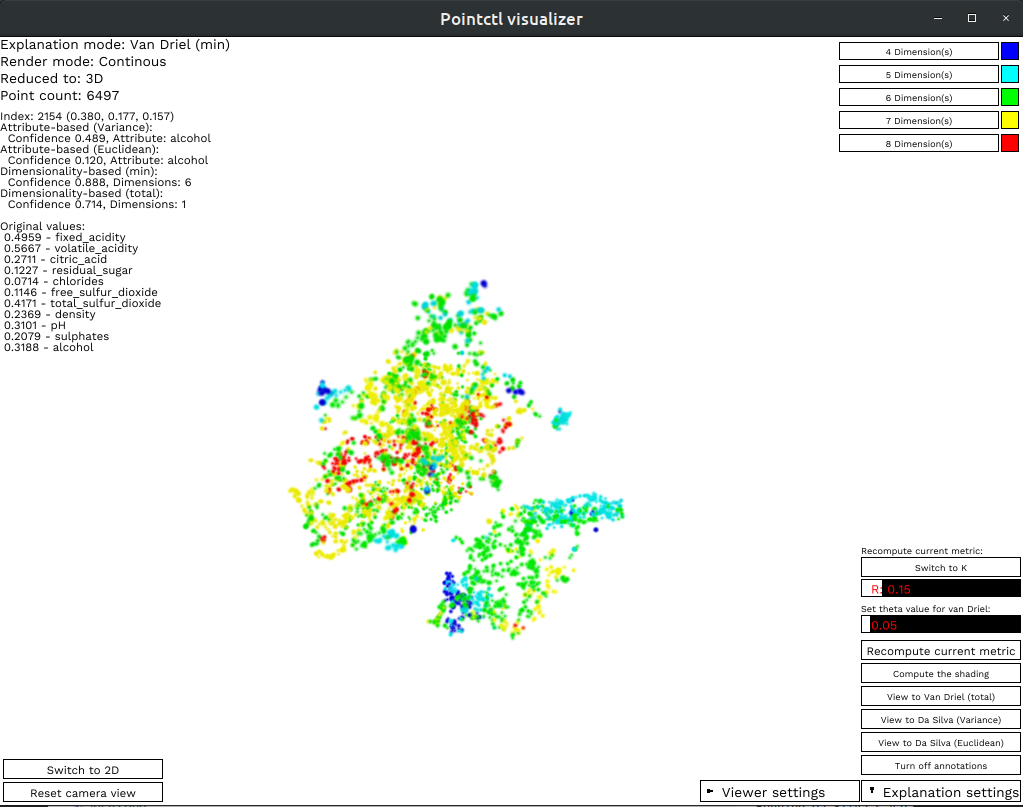 Pointctl visualizer
Explanation mode: Van Driel (min)
Render mode: Continous
Reduced to: 3D
Point count: 6497
Index: 2154 (0.380, 0.177, 0.157)
Attribute-based (Variance):
Confidence 0.489, Attribute: alcohol
Attribute-based (Euclidean):
Confidence 0.120, Attribute: alcohol
Dimensionality-based (min):
Confidence 0.888, Dimensions: 6
Dimensionality-based (total):
Confidence 0.714, Dimensions: 1
Original values:
0.4959 - fixed_acidity
0.5667 - volatile_acidity
0.2711 - citric_acid
0.1227 - residual_sugar
0.0714 - chlorides
0.1146 - free_sulfur_dioxide
0.4171 - total_sulfur_dioxide
0.2369 - density
0.3101 - pH
0.2079 - sulphates
0.3188 - alcohol
4 Dimension(s)
5 Dimension(s)
6 Dimension(s)
7 Dimension(s)
8 Dimension(s)
Recompute current metric:
Switch to K
R: 0.15
Set theta value for van Driel:
0.05
Recompute current metric
Compute the shading
View to Van Driel (total)
View to Da Silva (Variance)
View to Da Silva (Euclidean)
Turn off annotations
Switch to 2D
Reset camera view
Viewer settings
Explanation settings